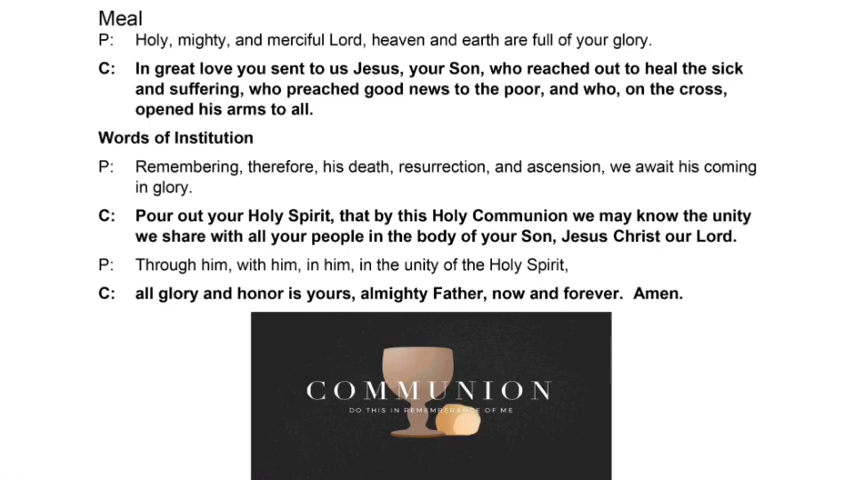 Meal
P: Holy, mighty, and merciful Lord, heaven and earth are full of your glory.
C: In great love you sent to us Jesus, your Son, who reached out to heal the sick
and suffering, who preached good news to the poor, and who, on the cross,
opened his arms to all.
Words of Institution
P: Remembering, therefore, his death, resurrection, and ascension, we await his coming
in glory.
C: Pour out your Holy Spirit, that by this Holy Communion we may know the unity
we share with all your people in the body of your Son, Jesus Christ our Lord.
P: Through him, with him, in him, in the unity of the Holy Spirit,
C: all glory and honor is yours, almighty Father, now and forever. Amen.
COMMUNION
DO THIS IN REMEMBERANCE OF ME